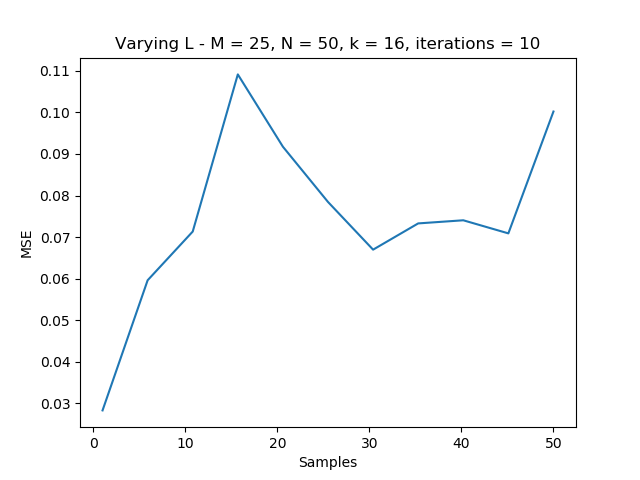 Varying L - M = 25, N = 50, k = 16, iterations = 10
0.11
0.10
0.09
0.08
0.07
0.06
0.05
0.04
0.03
MSE
0 10 20 30 40 50
Samples